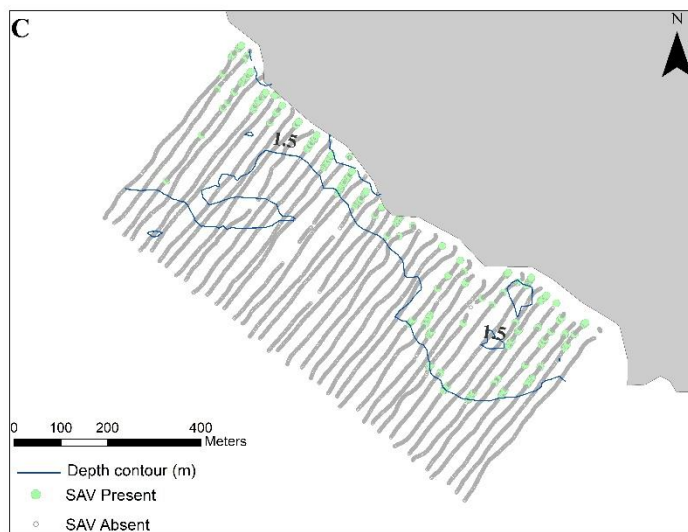 C
N
1.5
1.5
0 100 200 400
Meters
Depth contour (m)
SAV Present
SAV Absent